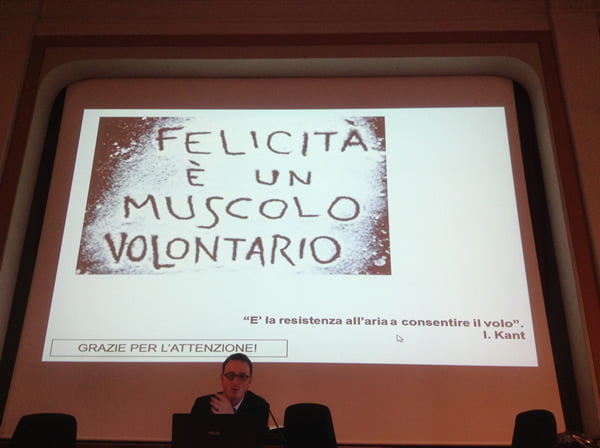 FELICITÀ
È UN
MUSCOLO
VOLONTARIO
“E’ la resistenza all’aria a consentire il volo”.
I. Kant
GRAZIE PER L’ATTENZIONE!